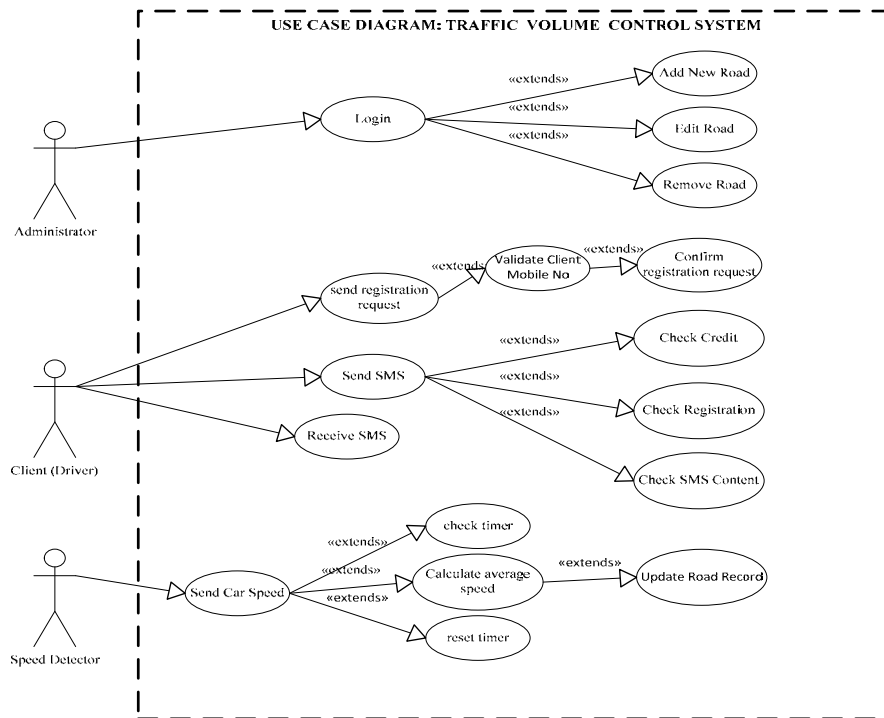 USE CASE DIAGRAM: TRAFFIC VOLUME CONTROL SYSTEM
Add New Road
«extends»
Login
«extends»
Edit Road
«extends»
Remove Road
Administrator
send registration
request
«extends
Validate Client
Mobile No
«extends»
Confirm
registration request
Send SMS
«extends»
Check Credit
«extends»
Check Registration
«extends»
Check SMS Content
Receive SMS
Client (Driver)
Send Car Speed
«extends»
check timer
«extends»
Calculate average
speed
«extends»
Update Road Record
«extends»
reset timer
Speed Detector